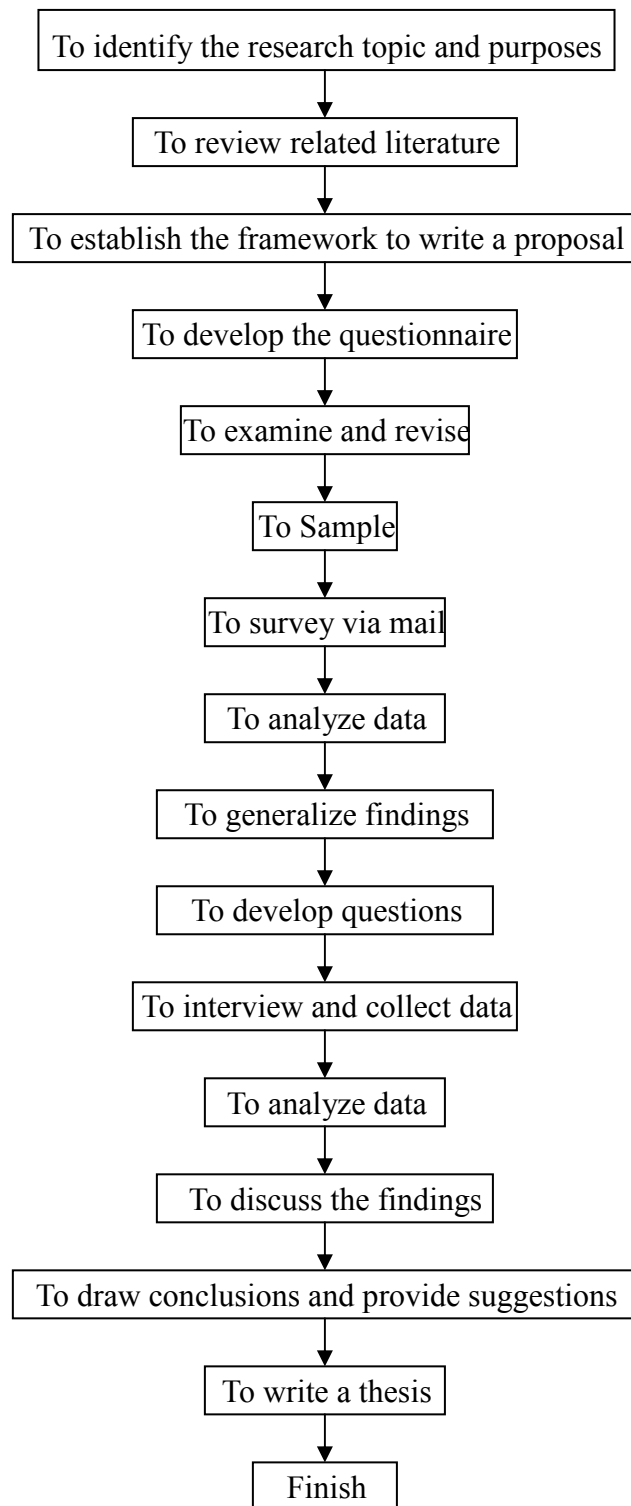 To identify the research topic and purposes
To review related literature
To establish the framework to write a proposal
To develop the questionnaire
To examine and revise
To Sample
To survey via mail
To analyze data
To generalize findings
To develop questions
To interview and collect data
To analyze data
To discuss the findings
To draw conclusions and provide suggestions
To write a thesis
Finish